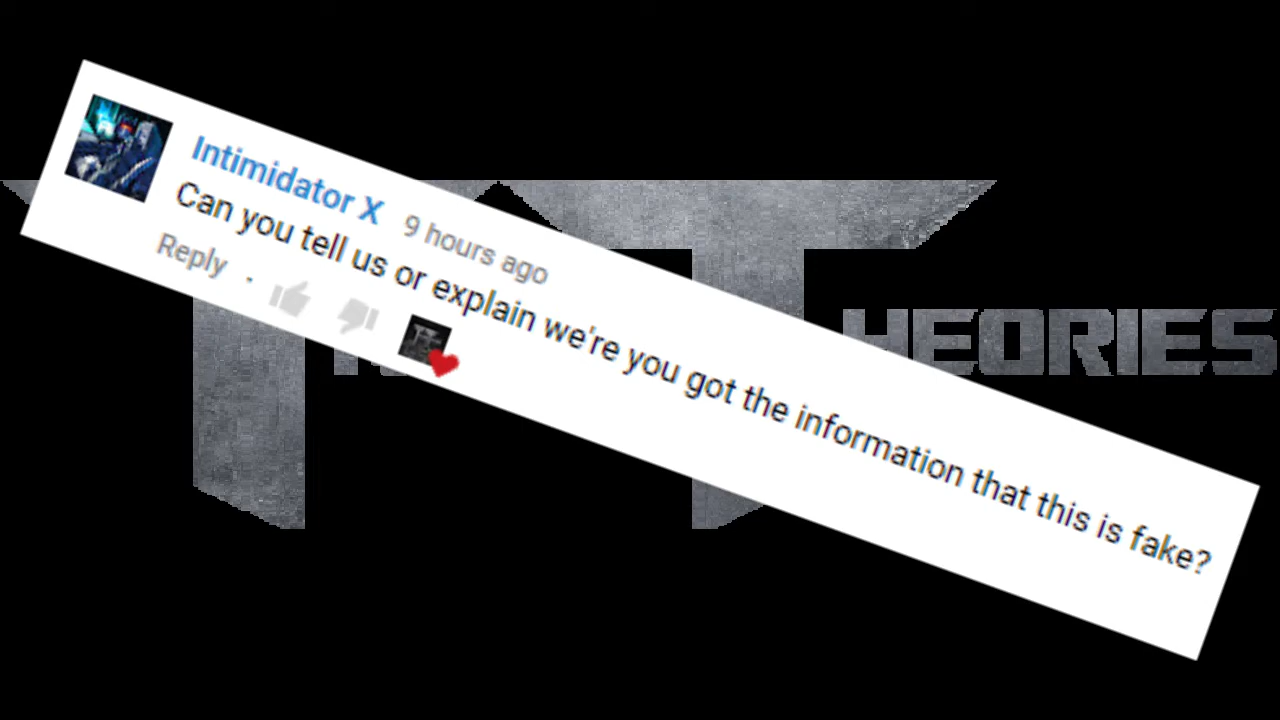 Intimidator X 9 hours ago
Can you tell us or explain we're you got the information that this is fake?
Reply .
HEORIES